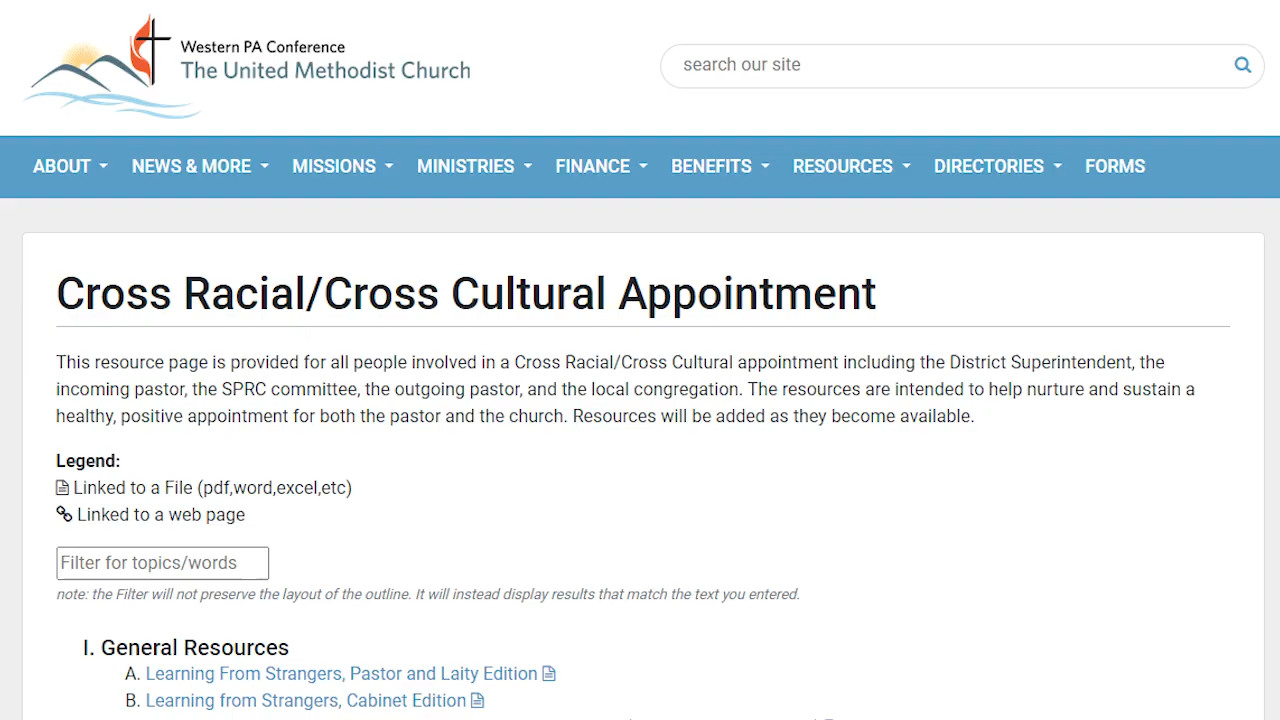 Western PA Conference
The United Methodist Church
search our site
ABOUT NEWS & MORE MISSIONS MINISTRIES FINANCE BENEFITS RESOURCES DIRECTORIES FORMS
Cross Racial/Cross Cultural Appointment
This resource page is provided for all people involved in a Cross Racial/Cross Cultural appointment including the District Superintendent, the
incoming pastor, the SPRC committee, the outgoing pastor, and the local congregation. The resources are intended to help nurture and sustain a
healthy, positive appointment for both the pastor and the church. Resources will be added as they become available.
Legend:
Linked to a File (pdf,word,excel,etc)
Linked to a web page
Filter for topics/words
note: the Filter will not preserve the layout of the outline. It will instead display results that match the text you entered.
I. General Resources
A. Learning From Strangers, Pastor and Laity Edition
B. Learning from Strangers, Cabinet Edition